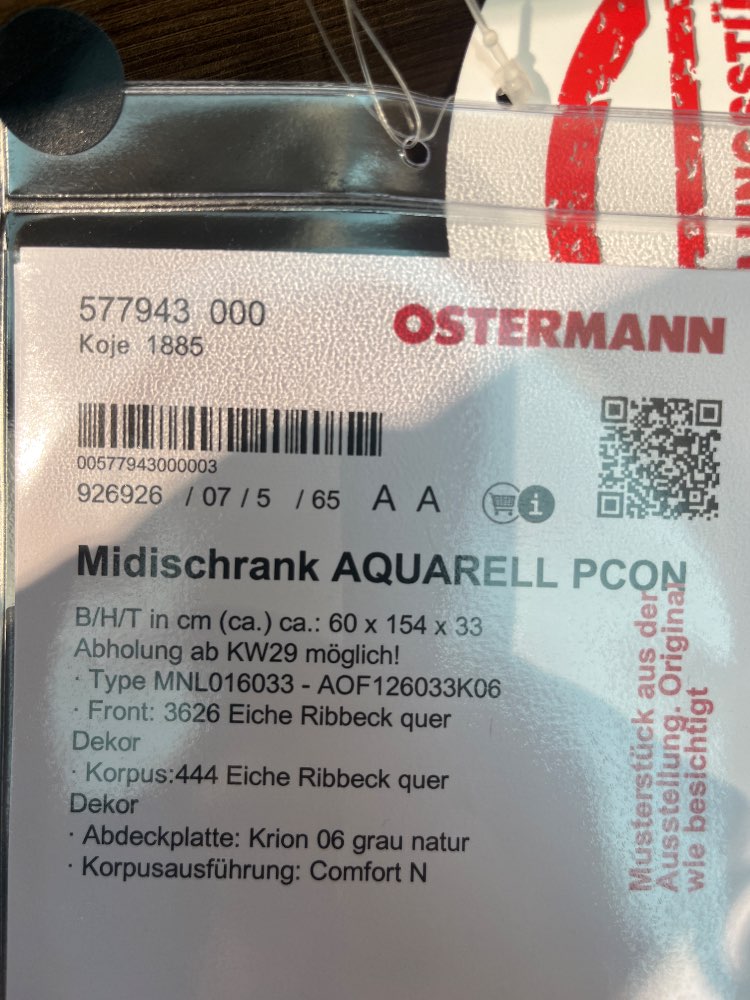 577943 000
Koje 1885
OSTERMANN
00577943000003
926926 / 07 / 5 / 65 A A
i
Midischrank AQUARELL PCON
B/H/T in cm (ca.) ca.: 60 x 154 x 33
Abholung ab KW29 möglich!
· Type MNL016033 - AOF126033K06
· Front: 3626 Eiche Ribbeck quer
Dekor
· Korpus:444 Eiche Ribbeck quer
Dekor
· Abdeckplatte: Krion 06 grau natur
· Korpusausführung: Comfort N
Musterstück aus der
Ausstellung. Original
wie besichtigt